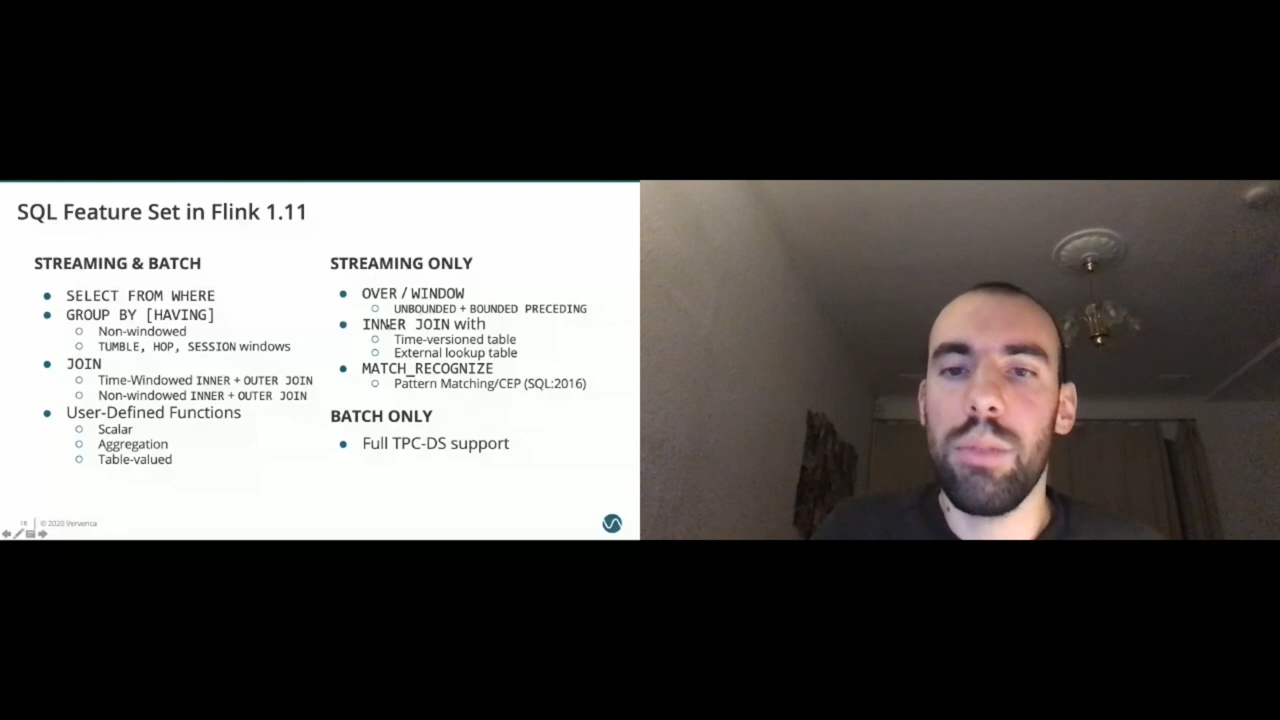 SQL Feature Set in Flink 1.11
STREAMING & BATCH
SELECT FROM WHERE
GROUP BY [HAVING]
Non-windowed
TUMBLE, HOP, SESSION windows
JOIN
Time-Windowed INNER + OUTER JOIN
Non-windowed INNER + OUTER JOIN
User-Defined Functions
Scalar
Aggregation
Table-valued
STREAMING ONLY
OVER / WINDOW
UNBOUNDED + BOUNDED PRECEDING
INNER JOIN with
Time-versioned table
External lookup table
MATCH_RECOGNIZE
Pattern Matching/CEP (SQL:2016)
BATCH ONLY
Full TPC-DS support
18 | © 2020 Ververica